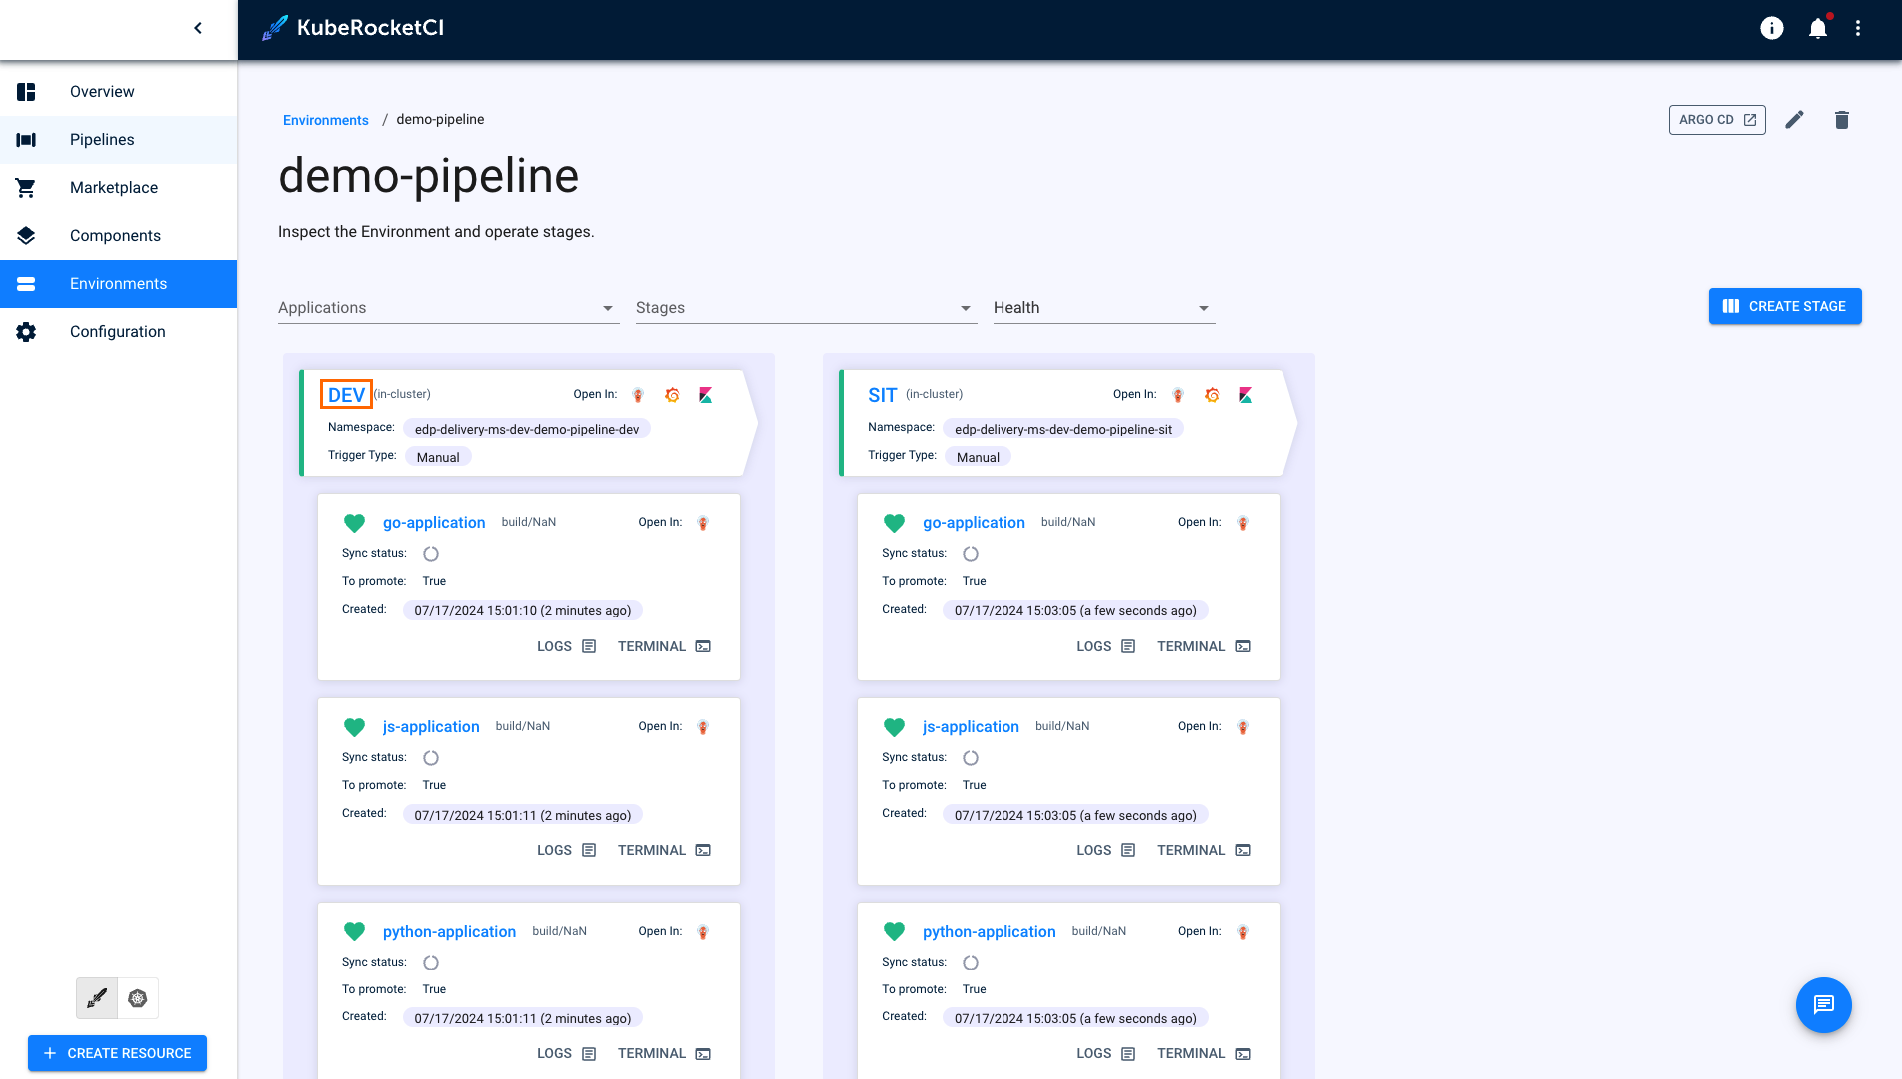 KubeRocketCI
Overview
Pipelines
Marketplace
Components
Environments
Configuration
CREATE RESOURCE
Environments / demo-pipeline
ARGO CD
demo-pipeline
Inspect the Environment and operate stages.
Applications
Stages
Health
CREATE STAGE
DEV (in-cluster) Open In:
Namespace: edp-delivery-ms-dev-demo-pipeline-dev
Trigger Type: Manual
go-application build/NaN Open In:
Sync status:
To promote: True
Created: 07/17/2024 15:01:10 (2 minutes ago)
LOGS TERMINAL
js-application build/NaN Open In:
Sync status:
To promote: True
Created: 07/17/2024 15:01:11 (2 minutes ago)
LOGS TERMINAL
python-application build/NaN Open In:
Sync status:
To promote: True
Created: 07/17/2024 15:01:11 (2 minutes ago)
LOGS TERMINAL
SIT (in-cluster) Open In:
Namespace: edp-delivery-ms-dev-demo-pipeline-sit
Trigger Type: Manual
go-application build/NaN Open In:
Sync status:
To promote: True
Created: 07/17/2024 15:03:05 (a few seconds ago)
LOGS TERMINAL
js-application build/NaN Open In:
Sync status:
To promote: True
Created: 07/17/2024 15:03:05 (a few seconds ago)
LOGS TERMINAL
python-application build/NaN Open In:
Sync status:
To promote: True
Created: 07/17/2024 15:03:05 (a few seconds ago)
LOGS TERMINAL